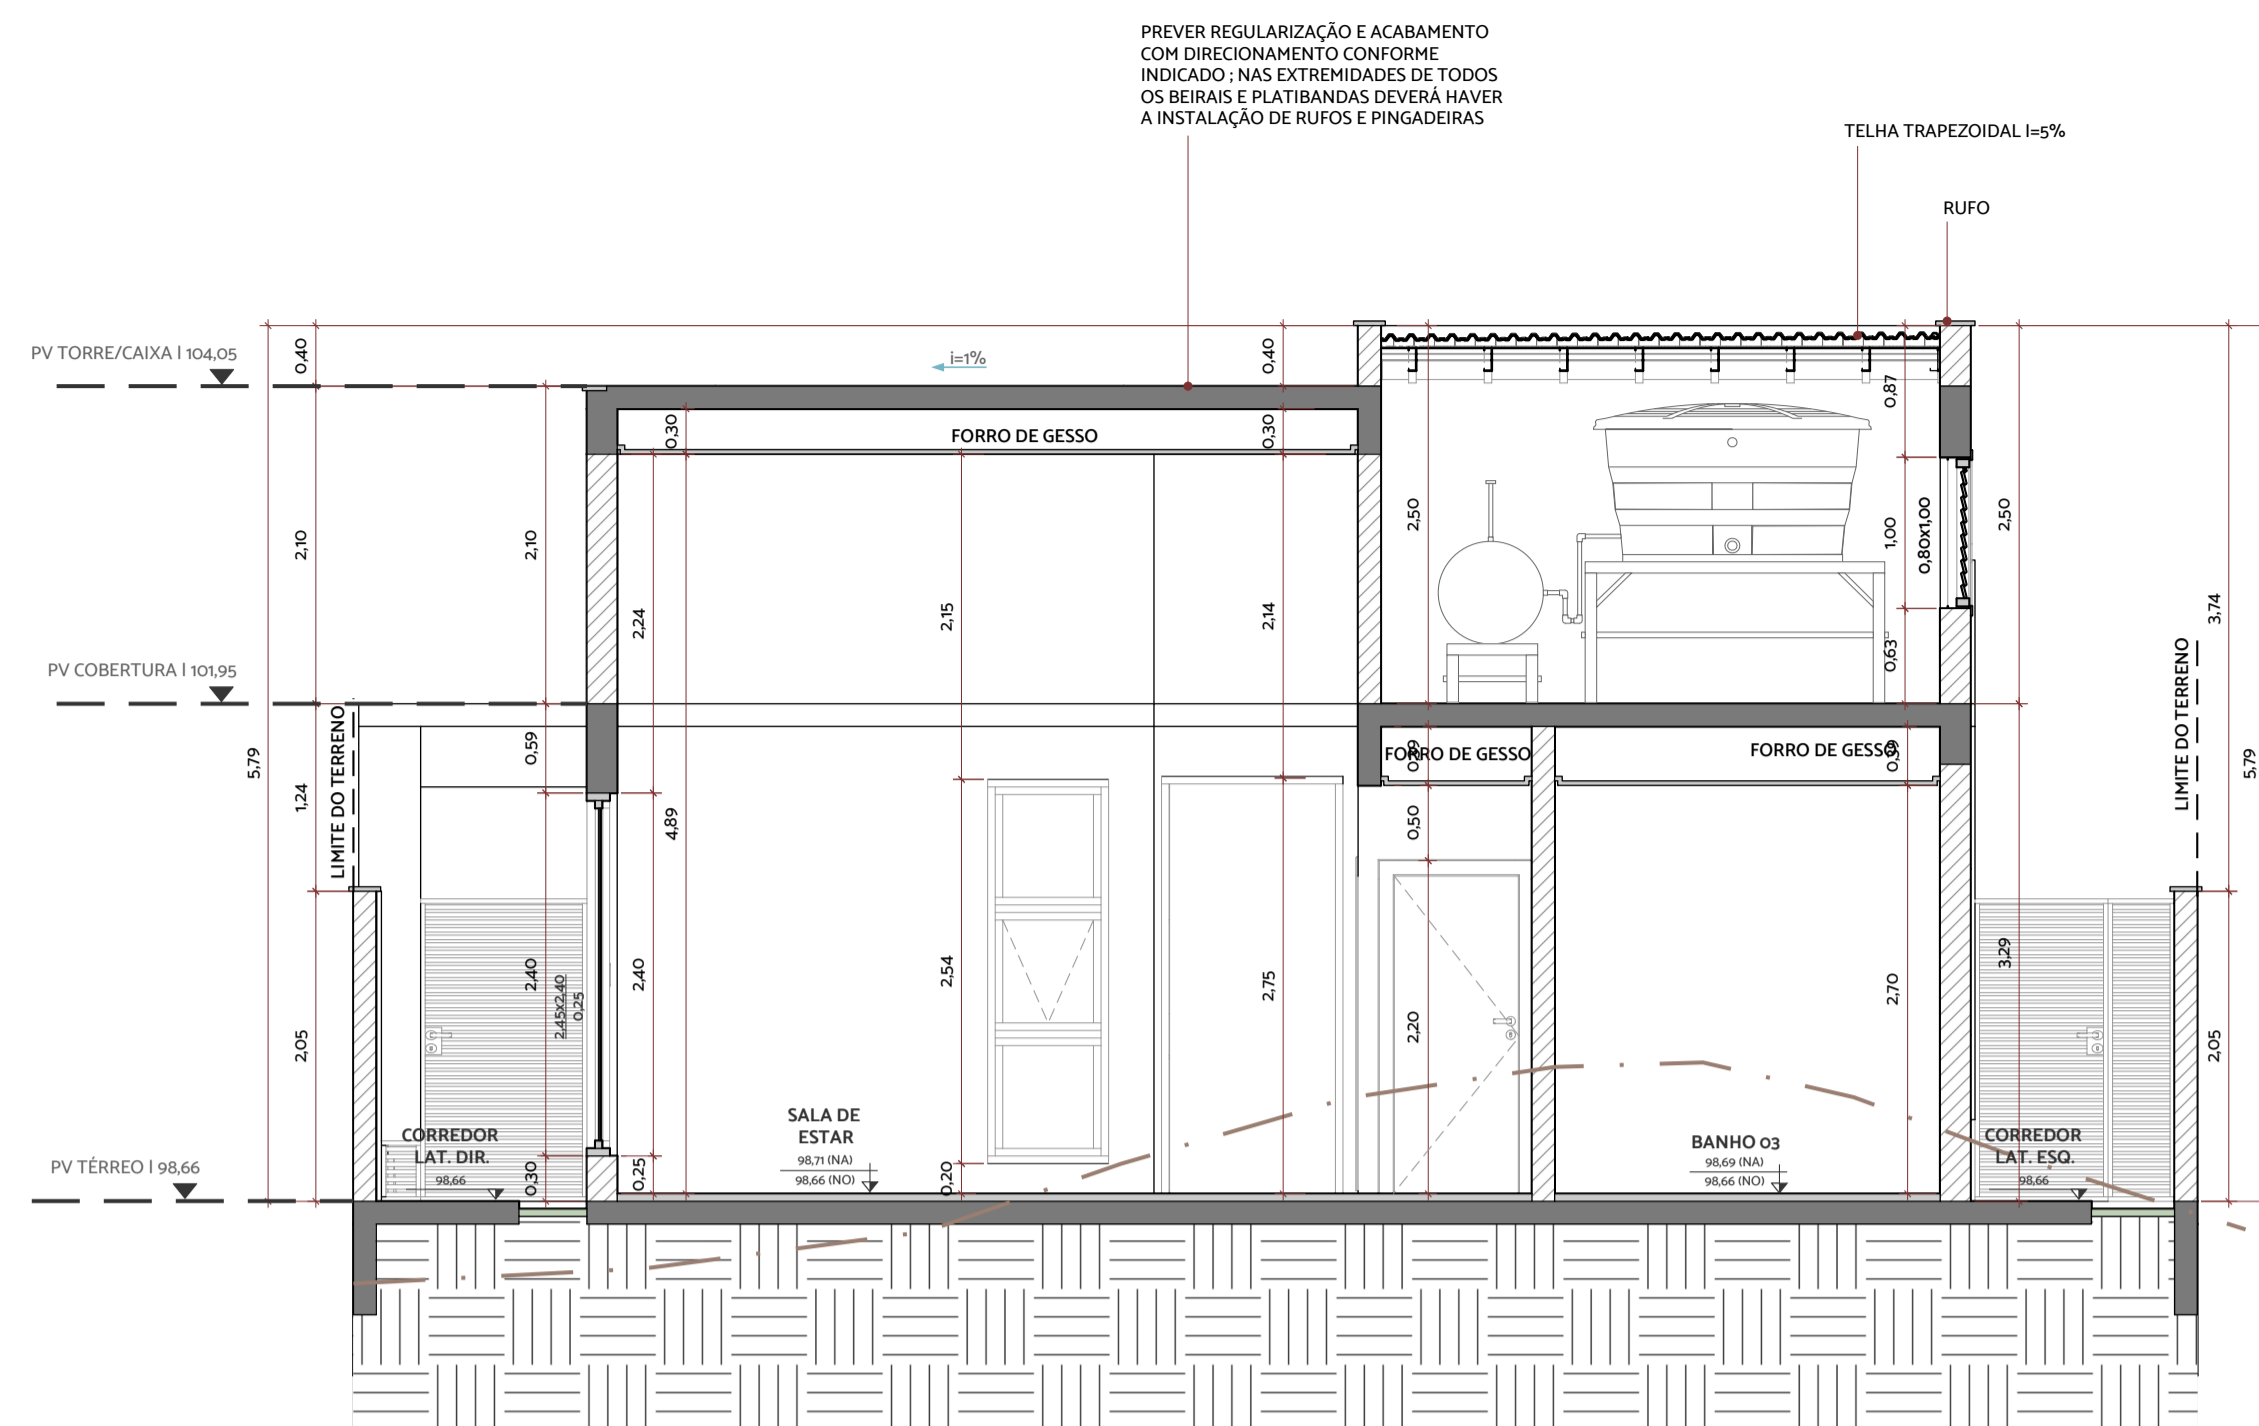 PREVER REGULARIZAÇÃO E ACABAMENTO
COM DIRECIONAMENTO CONFORME
INDICADO ; NAS EXTREMIDADES DE TODOS
OS BEIRAIS E PLATIBANDAS DEVERÁ HAVER
A INSTALAÇÃO DE RUFOS E PINGADEIRAS
TELHA TRAPEZOIDAL I=5%
RUFO
PV TORRE/CAIXA I 104,05
0,40
i=1%
0,40
0,87
0,30
FORRO DE GESSO
0,30
2,10
2,10
2,24
2,15
2,14
2,50
1,00
0,80x1,00
2,50
3,74
0,63
PV COBERTURA I 101,95
LIMITE DO TERRENO
LIMITE DO TERRENO
5,79
1,24
0,59
4,89
FORRO DE GESSO
0,39
FORRO DE GESSO
0,39
0,50
5,79
2,05
2,40
2,45x2,40
0,25
2,40
2,54
2,75
2,20
2,70
3,29
2,05
PV TÉRREO I 98,66
CORREDOR
LAT. DIR.
98,66
0,30
0,25
SALA DE
ESTAR
98,71 (NA)
98,66 (NO)
0,20
BANHO 03
98,69 (NA)
98,66 (NO)
CORREDOR
LAT. ESQ.
98,66